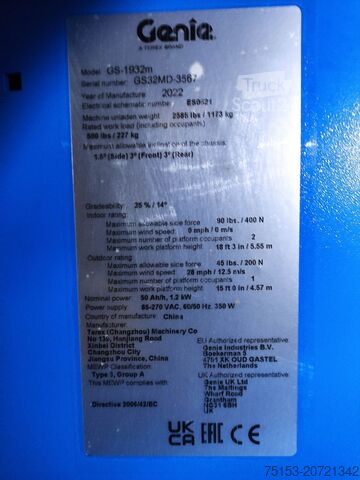 Genie
A TEREX BRAND
Model: GS-1932m
Serial number: GS32MD-3567
Year of Manufacture: 2022
Electrical schematic number: ES0621
Machine unladen weight: 2585 lbs / 1173 kg
Rated work load (including occupants):
500 lbs / 227 kg
Maximum allowable inclination of the chassis:
1.5° (Side) 3° (Front) 3° (Rear)
Gradeability: 25 % / 14°
Indoor rating:
Maximum allowable side force 90 lbs. / 400 N
Maximum wind speed: 0 mph / 0 m/s
Maximum number of platform occupants 2
Maximum work platform height 18 ft 3 in / 5.55 m
Outdoor rating:
Maximum allowable side force 45 lbs. / 200 N
Maximum wind speed: 28 mph / 12.5 m/s
Maximum number of platform occupants 1
Maximum work platform height 15 ft 0 in / 4.57 m
Nominal power: 50 Ah/h, 1.2 kW
Power supply: 85-270 VAC, 50/60 Hz, 350 W
Country of Origin: China
Manufacturer:
Terex (Changzhou) Machinery Co
No 139, Hanjiang Road
Xinbei District
Changzhou City
Jiangsu Province, China
MEWP Classification
Type 3, Group A
This MEWP complies with:
Directive 2006/42/EC
EU Authorized representative:
Genie Industries B.V.
Boekerman 5
4751 XK OUD GASTEL
The Netherlands
UK Authorized representative:
Genie UK Ltd
The Maltings
Wharf Road
Grantham
NG31 6BH
UK
UK CA EAC CE
Truck
Scout24
75153-20721342